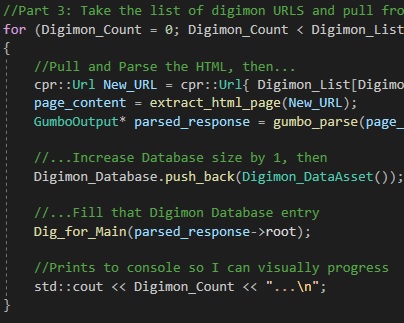 //Part 3: Take the list of digimon URLS and pull fro
for (Digimon_Count = 0; Digimon_Count < Digimon_List
{
//Pull and Parse the HTML, then...
cpr::Url New_URL = cpr::Url{ Digimon_List[Digimo
page_content = extract_html_page(New_URL);
GumboOutput* parsed_response = gumbo_parse(page_
//...Increase Database size by 1, then
Digimon_Database.push_back(Digimon_DataAsset());
//...Fill that Digimon Database entry
Dig_for_Main(parsed_response->root);
//Prints to console so I can visually progress
std::cout << Digimon_Count << "...\n";
}